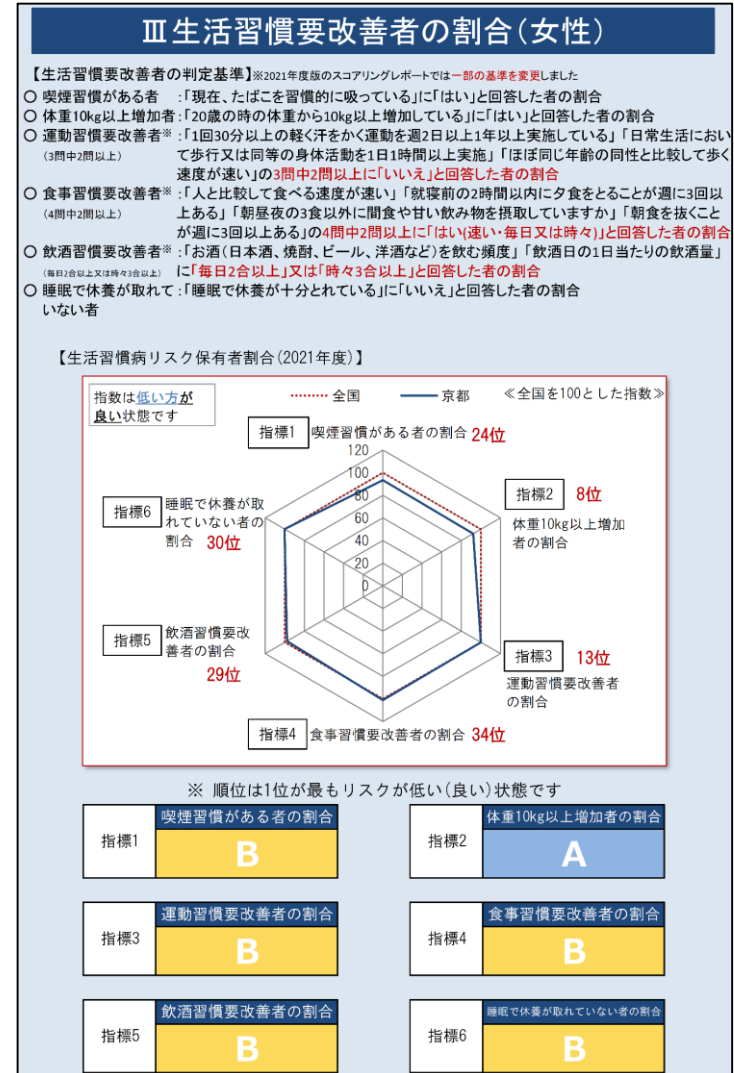 Ⅲ生活習慣要改善者の割合(女性)
【生活習慣要改善者の判定基準】※2021年度版のスコアリングレポートでは一部の基準を変更しました
○ 喫煙習慣がある者 :「現在、たばこを習慣的に吸っている」に「はい」と回答した者の割合
○ 体重10kg以上増加者:「20歳の時の体重から10kg以上増加している」に「はい」と回答した者の割合
○ 運動習慣要改善者※:「1回30分以上の軽く汗をかく運動を週2日以上1年以上実施している」「日常生活におい
(3問中2問以上) て歩行又は同等の身体活動を1日1時間以上実施」「ほぼ同じ年齢の同性と比較して歩く
速度が速い」の3問中2問以上に「いいえ」と回答した者の割合
○ 食事習慣要改善者※:「人と比較して食べる速度が速い」「就寝前の2時間以内に夕食をとることが週に3回以
(4問中2問以上) 上ある」「朝昼夜の3食以外に間食や甘い飲み物を摂取していますか」「朝食を抜くこと
が週に3回以上ある」の4問中2問以上に「はい(速い・毎日又は時々)」と回答した者の割合
○ 飲酒習慣要改善者※:「お酒(日本酒、焼酎、ビール、洋酒など)を飲む頻度」「飲酒日の1日当たりの飲酒量」
(毎日2合以上又は時々3合以上) に「毎日2合以上」又は「時々3合以上」と回答した者の割合
○ 睡眠で休養が取れて:「睡眠で休養が十分とれている」に「いいえ」と回答した者の割合
いない者
【生活習慣病リスク保有者割合(2021年度)】
指数は低い方が
良い状態です
全国
京都
≪全国を100とした指数≫
指標1 喫煙習慣がある者の割合 24位
120
100
80
60
40
20
0
指標2 8位
体重10kg以上増加
者の割合
指標3 13位
運動習慣要改善者
の割合
指標4 食事習慣要改善者の割合 34位
指標5 飲酒習慣要改
善者の割合
29位
指標6 睡眠で休養が取
れていない者の
割合 30位
※ 順位は1位が最もリスクが低い(良い)状態です
指標1 喫煙習慣がある者の割合
B
指標2 体重10kg以上増加者の割合
A
指標3 運動習慣要改善者の割合
B
指標4 食事習慣要改善者の割合
B
指標5 飲酒習慣要改善者の割合
B
指標6 睡眠で休養が取れていない者の割合
B